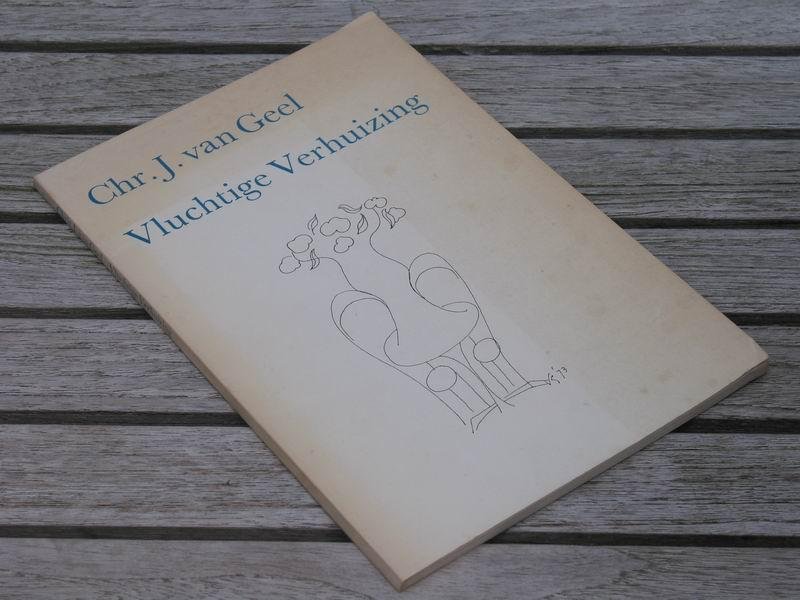 Chr. J. van Geel
Vluchtige Verhuizing